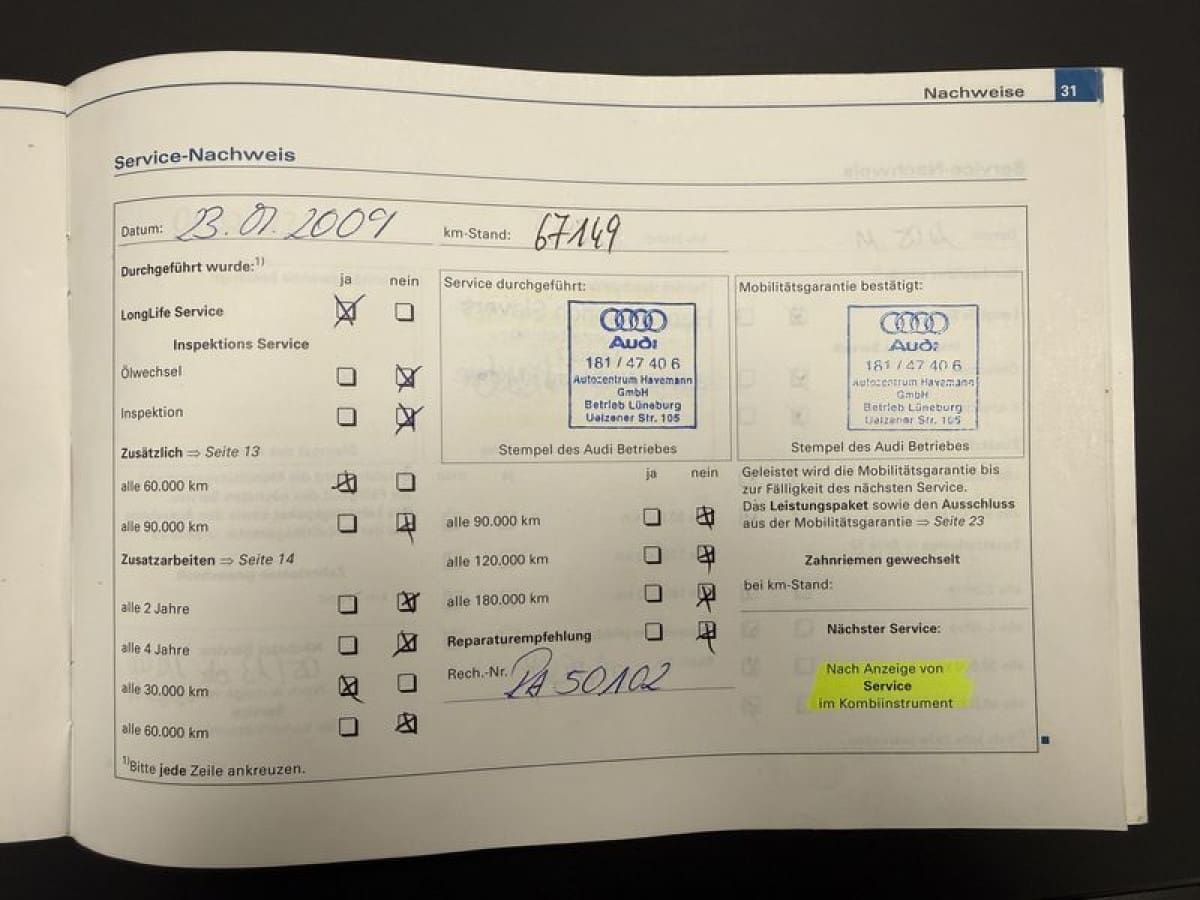 Nachweise 31
Service-Nachweis
Datum: 23.01.2009 km-Stand: 67149
Durchgeführt wurde:1)
ja nein
LongLife Service
Inspektions Service
Ölwechsel
Inspektion
Zusätzlich ⇒ Seite 13
alle 60.000 km
alle 90.000 km
Zusatzarbeiten ⇒ Seite 14
alle 2 Jahre
alle 4 Jahre
alle 30.000 km
alle 60.000 km
1)Bitte jede Zeile ankreuzen.
Service durchgeführt:
Audi
181 / 47 40 6
Autozentrum Havemann
GmbH
Betrieb Lüneburg
Uelzener Str. 105
Stempel des Audi Betriebes
ja nein
alle 90.000 km
alle 120.000 km
alle 180.000 km
Reparaturempfehlung
Rech.-Nr. 50102
Mobilitätsgarantie bestätigt:
Audi
181 / 47 40 6
Autozentrum Havemann
GmbH
Betrieb Lüneburg
Uelzener Str. 105
Stempel des Audi Betriebes
Geleistet wird die Mobilitätsgarantie bis
zur Fälligkeit des nächsten Service.
Das Leistungspaket sowie den Ausschluss
aus der Mobilitätsgarantie ⇒ Seite 23
Zahnriemen gewechselt
bei km-Stand:
Nächster Service:
Nach Anzeige von
Service
im Kombiinstrument